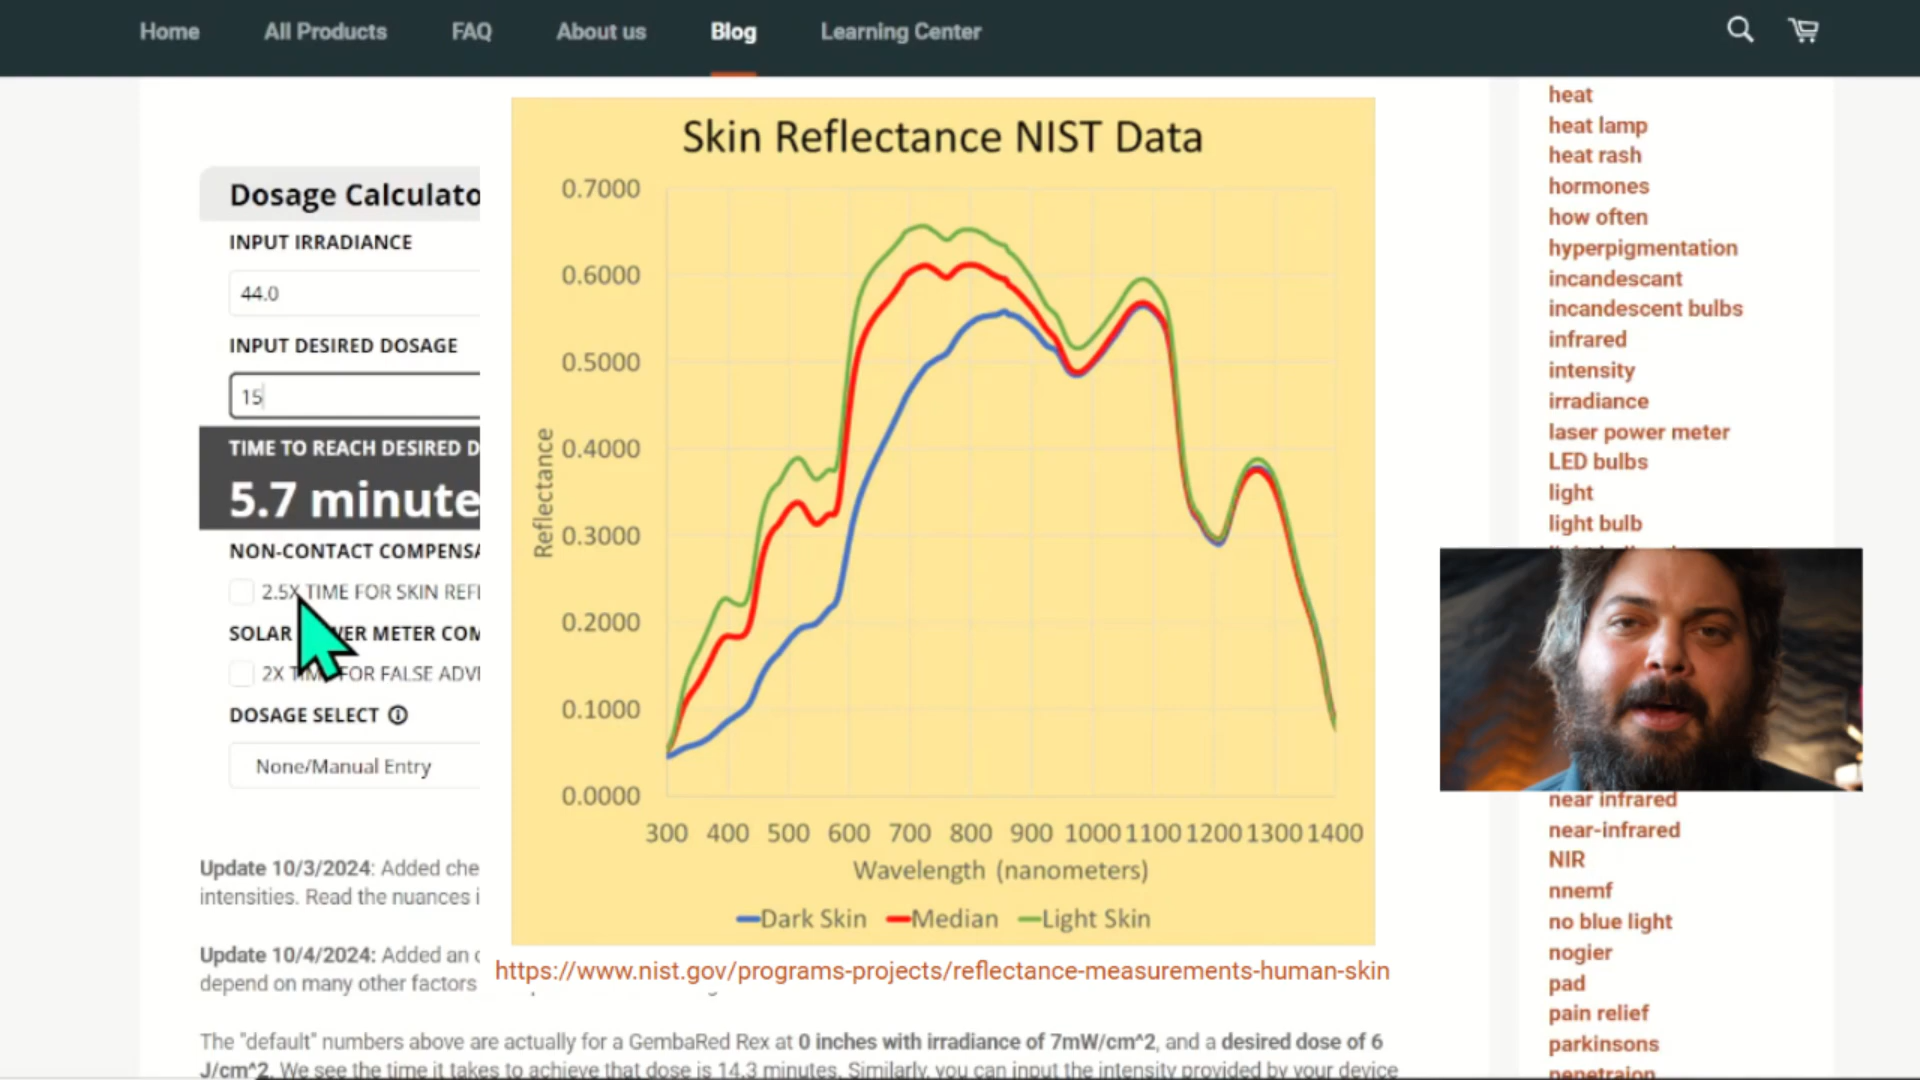 Home All Products FAQ About us Blog Learning Center
Dosage Calculato
INPUT IRRADIANCE
44.0
INPUT DESIRED DOSAGE
15
TIME TO REACH DESIRED D
5.7 minute
NON-CONTACT COMPENSA
2.5X TIME FOR SKIN REFL
SOLAR POWER METER COM
2X TIME FOR FALSE ADVE
DOSAGE SELECT
None/Manual Entry
Update 10/3/2024: Added che
intensities. Read the nuances i
Update 10/4/2024: Added an
depend on many other factors
The "default" numbers above are actually for a GembaRed Rex at 0 inches with irradiance of 7mW/cm^2, and a desired dose of 6
J/cm^2. We see the time it takes to achieve that dose is 14.3 minutes. Similarly, you can input the intensity provided by your device
Skin Reflectance NIST Data
Reflectance
0.7000
0.6000
0.5000
0.4000
0.3000
0.2000
0.1000
0.0000
300 400 500 600 700 800 900 1000 1100 1200 1300 1400
Wavelength (nanometers)
Dark Skin Median Light Skin
https://www.nist.gov/programs-projects/reflectance-measurements-human-skin
heat
heat lamp
heat rash
hormones
how often
hyperpigmentation
incandescant
incandescent bulbs
infrared
intensity
irradiance
laser power meter
LED bulbs
light
light bulb
near infrared
near-infrared
NIR
nnemf
no blue light
nogier
pad
pain relief
parkinsons
penetraion